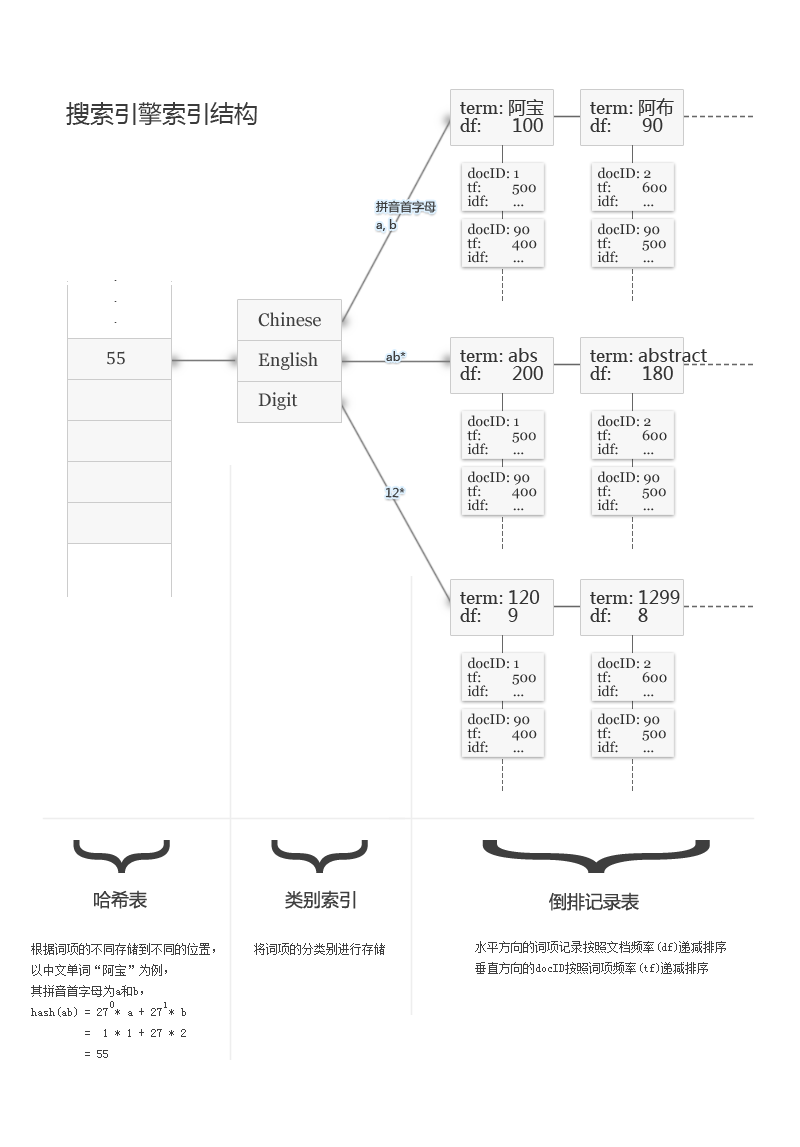 搜索引擎索引结构
term: 阿宝
df: 100
term: 阿布
df: 90
docID: 1
tf: 500
idf: ...
docID: 2
tf: 600
idf: ...
docID: 90
tf: 400
idf: ...
docID: 90
tf: 500
idf: ...
拼音首字母
a, b
55
Chinese
English
Digit
ab*
term: abs
df: 200
term: abstract
df: 180
docID: 1
tf: 500
idf: ...
docID: 2
tf: 600
idf: ...
docID: 90
tf: 400
idf: ...
docID: 90
tf: 500
idf: ...
12*
term: 120
df: 9
term: 1299
df: 8
docID: 1
tf: 500
idf: ...
docID: 2
tf: 600
idf: ...
docID: 90
tf: 400
idf: ...
docID: 90
tf: 500
idf: ...
哈希表
根据词项的不同存储到不同的位置，
以中文单词“阿宝”为例，
其拼音首字母为a和b，
hash(ab) = 27^0* a + 27^1* b
= 1 * 1 + 27 * 2
= 55
类别索引
将词项的分类别进行存储
倒排记录表
水平方向的词项记录按照文档频率(df)递减排序
垂直方向的docID按照词项频率(tf)递减排序